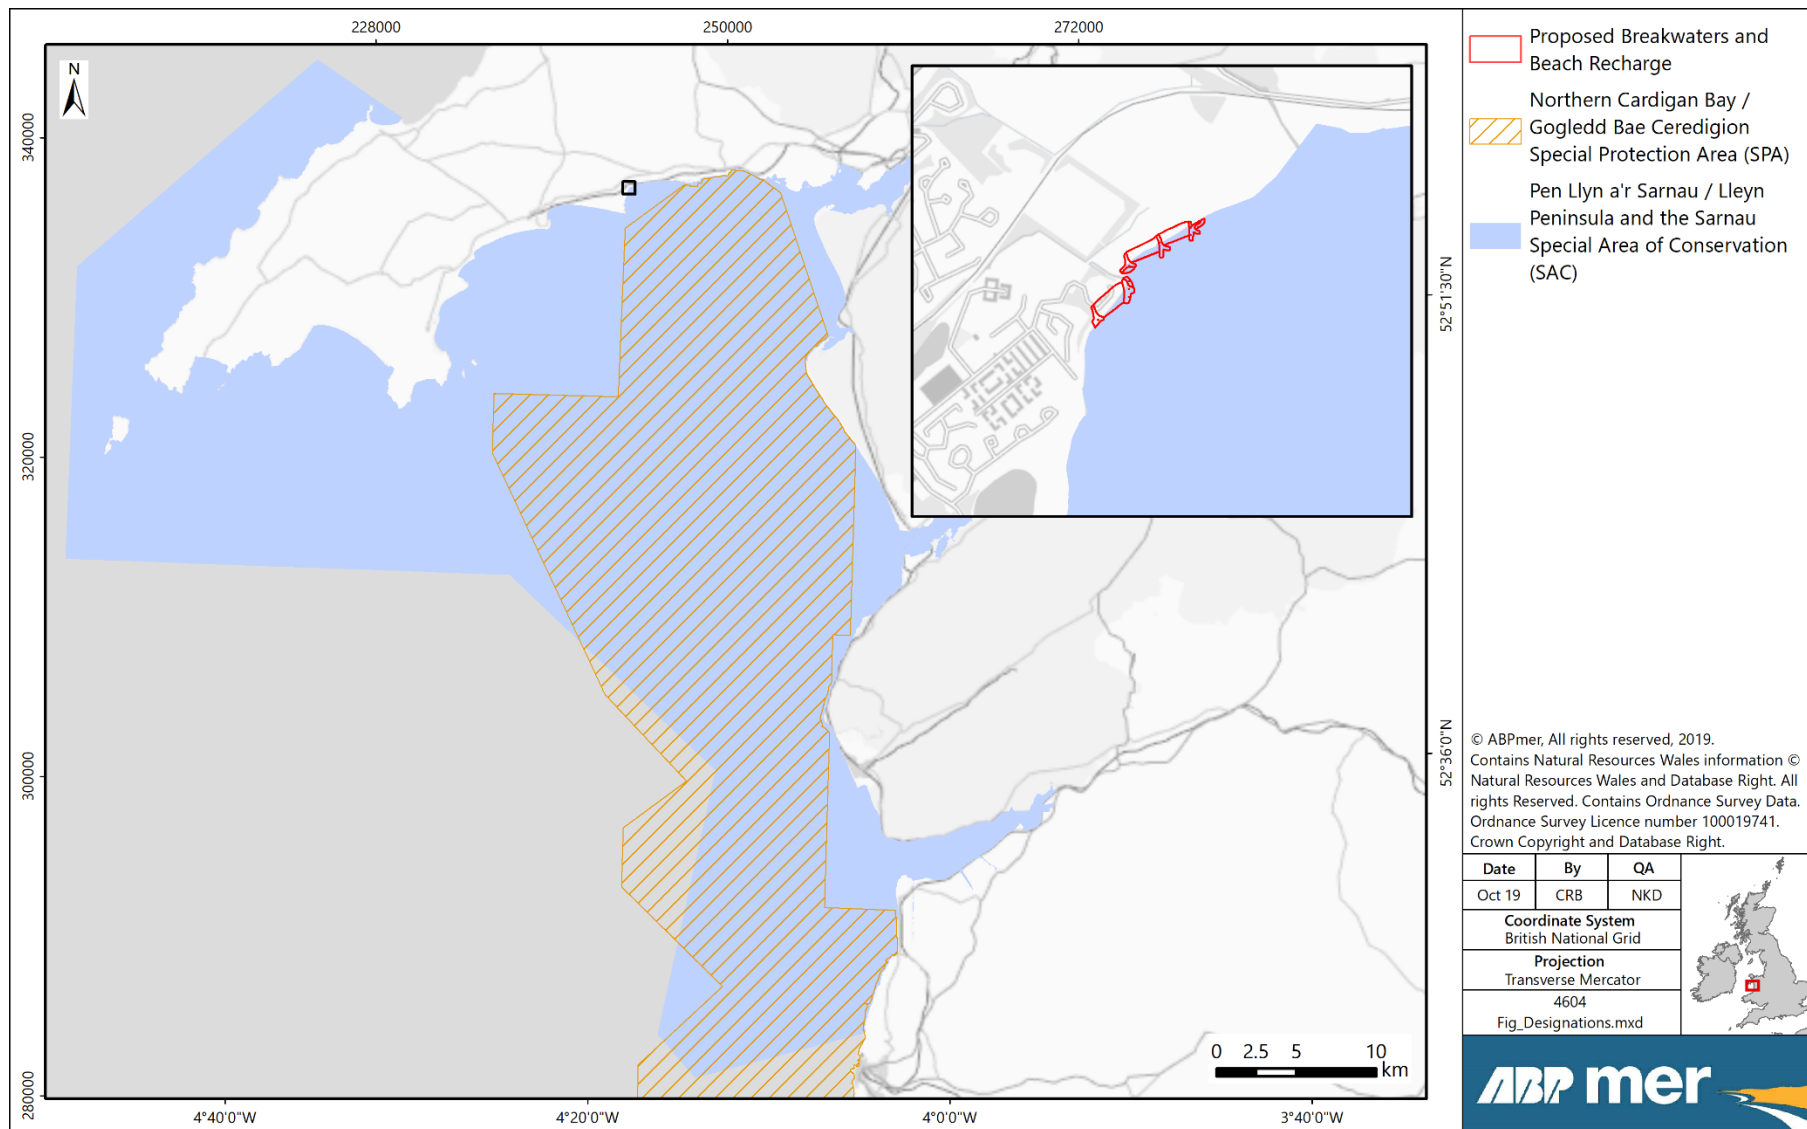 228000
250000
272000
N
340000
320000
300000
280000
52°51'30"N
52°36'0"N
4°40'0"W
4°20'0"W
4°0'0"W
3°40'0"W
0 2.5 5 10
km
Proposed Breakwaters and
Beach Recharge
Northern Cardigan Bay /
Gogledd Bae Ceredigion
Special Protection Area (SPA)
Pen Llyn a'r Sarnau / Lleyn
Peninsula and the Sarnau
Special Area of Conservation
(SAC)
© ABPmer, All rights reserved, 2019.
Contains Natural Resources Wales information ©
Natural Resources Wales and Database Right. All
rights Reserved. Contains Ordnance Survey Data.
Ordnance Survey Licence number 100019741.
Crown Copyright and Database Right.
Date By QA
Oct 19 CRB NKD
Coordinate System
British National Grid
Projection
Transverse Mercator
4604
Fig_Designations.mxd
ABPmer